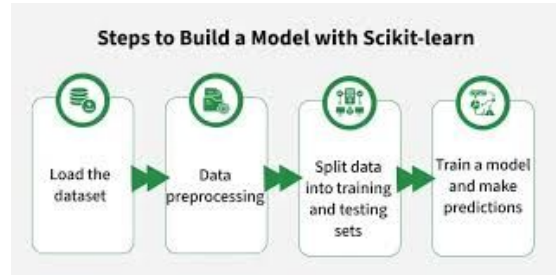 Steps to Build a Model with Scikit-learn
Load the
dataset
Data
preprocessing
Split data
into training
and testing
sets
Train a model
and make
predictions